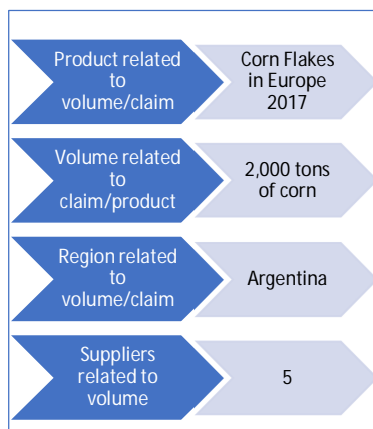 Product related
to
volume/claim
Corn Flakes
in Europe
2017
Volume related
to
claim/product
2,000 tons
of corn
Region related
to
volume/claim
Argentina
Suppliers
related to
volume
5